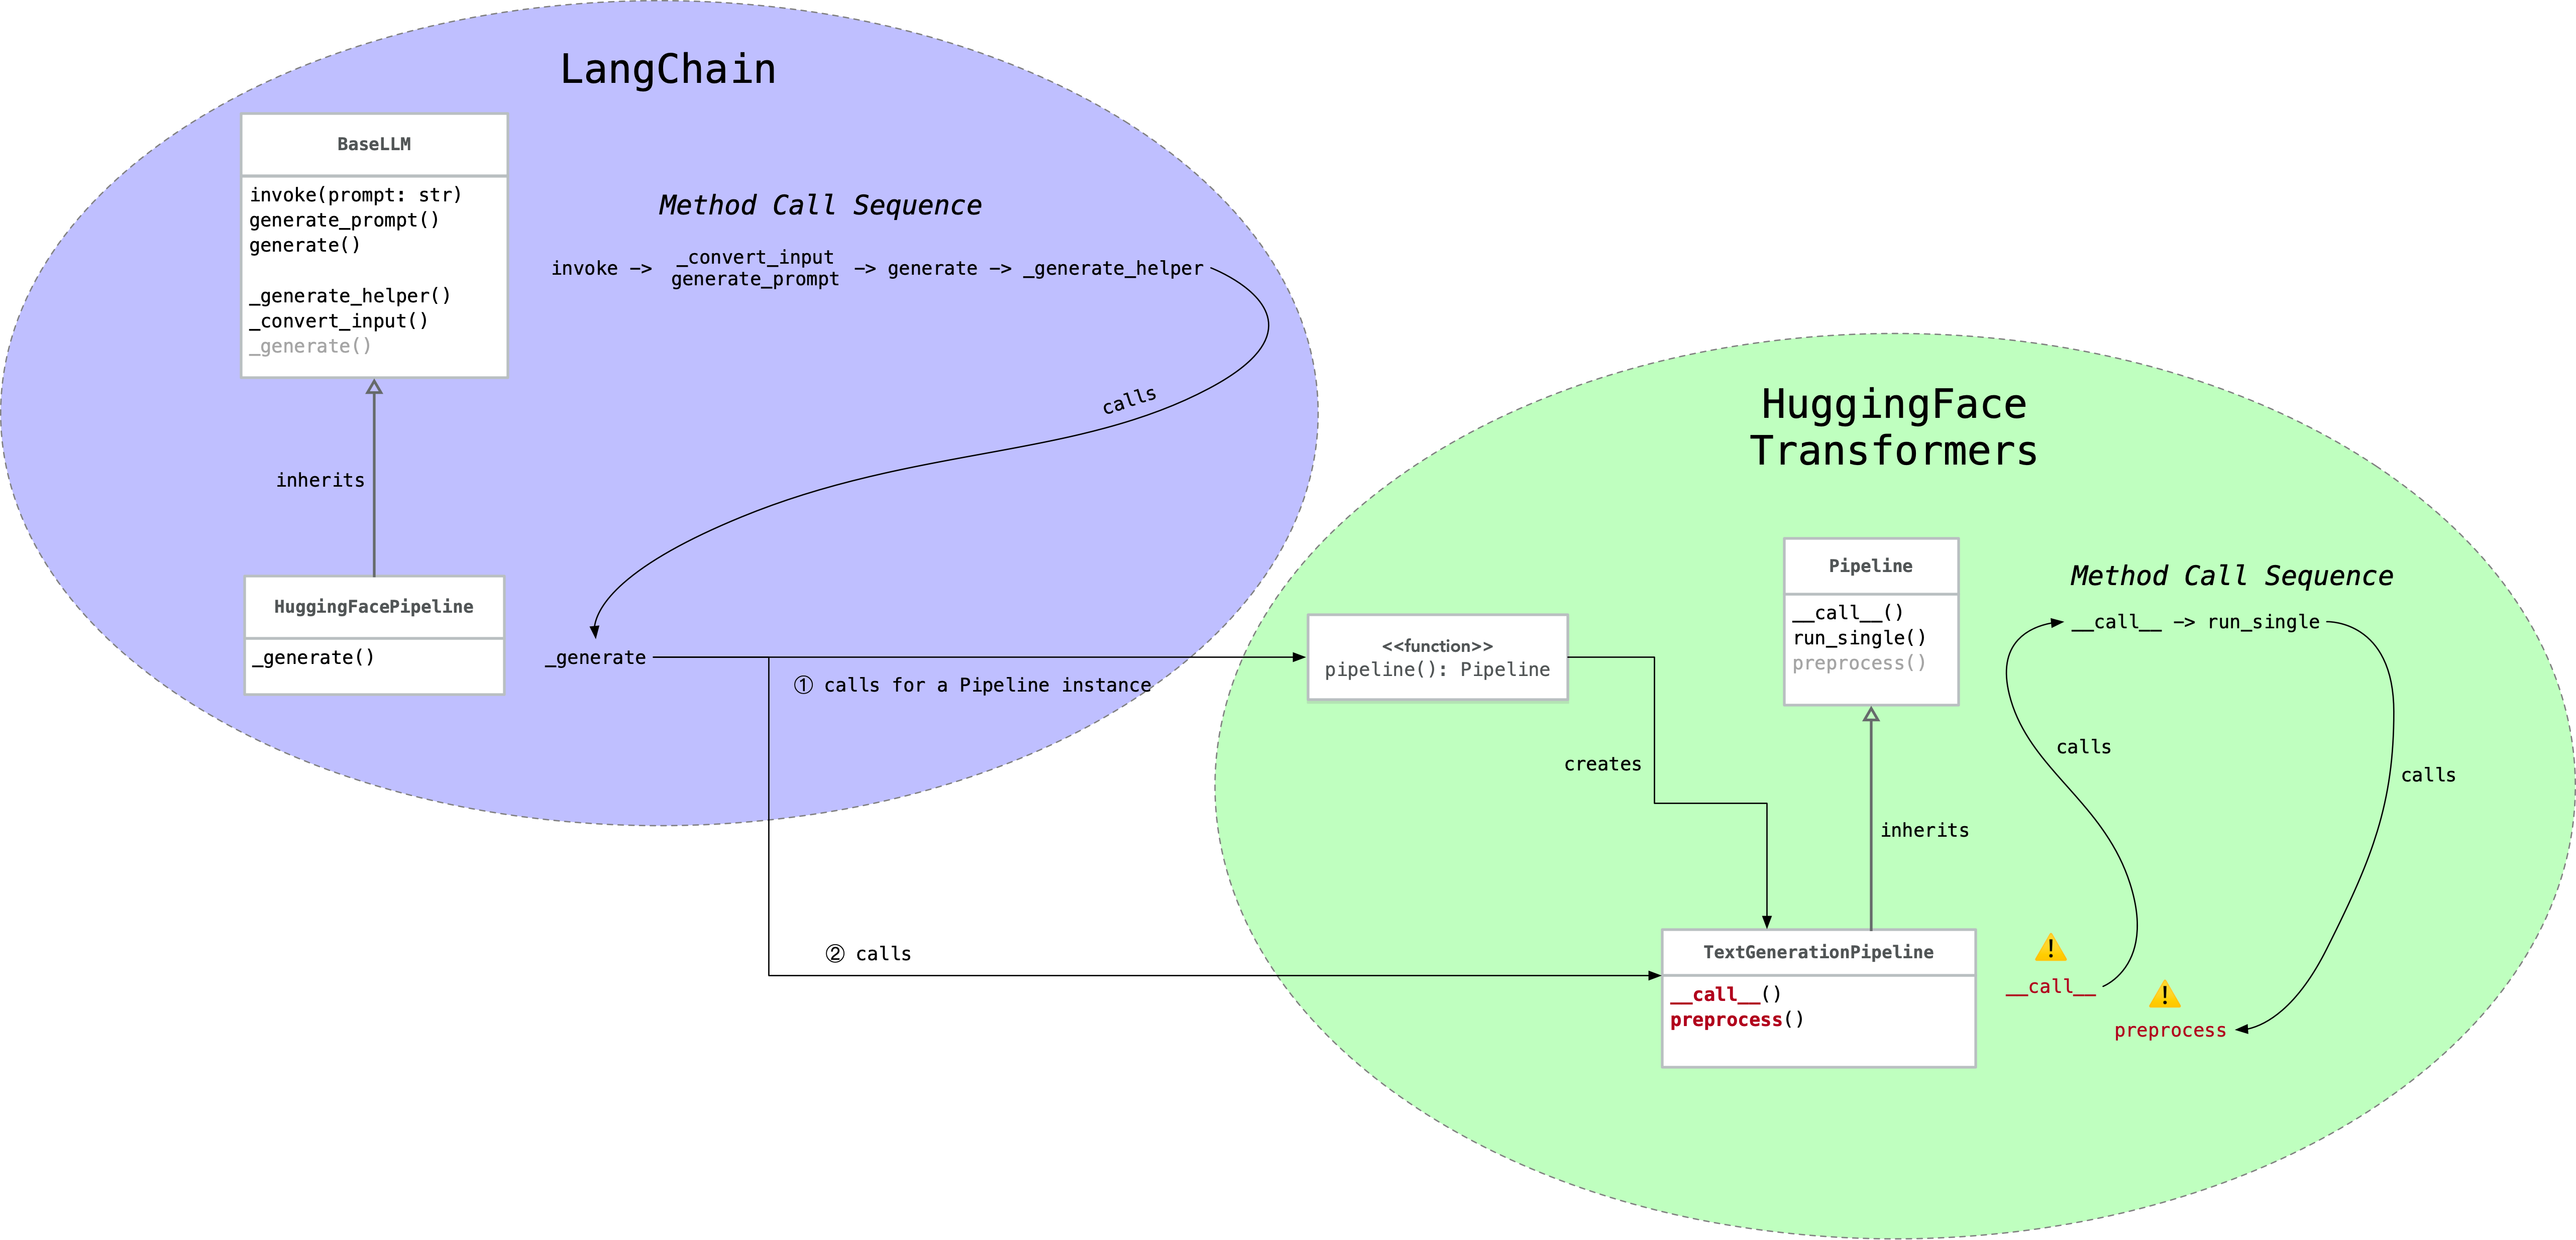 LangChain
BaseLLM
invoke(prompt: str)
generate_prompt()
generate()
_generate_helper()
_convert_input()
_generate()
inherits
HuggingFacePipeline
_generate()
Method Call Sequence
invoke -> _convert_input generate_prompt -> generate -> _generate_helper
calls
_generate
① calls for a Pipeline instance
② calls
HuggingFace
Transformers
<<function>>
pipeline(): Pipeline
creates
Pipeline
__call__()
run_single()
preprocess()
inherits
TextGenerationPipeline
__call__()
preprocess()
Method Call Sequence
__call__ -> run_single
calls
calls
__call__
preprocess